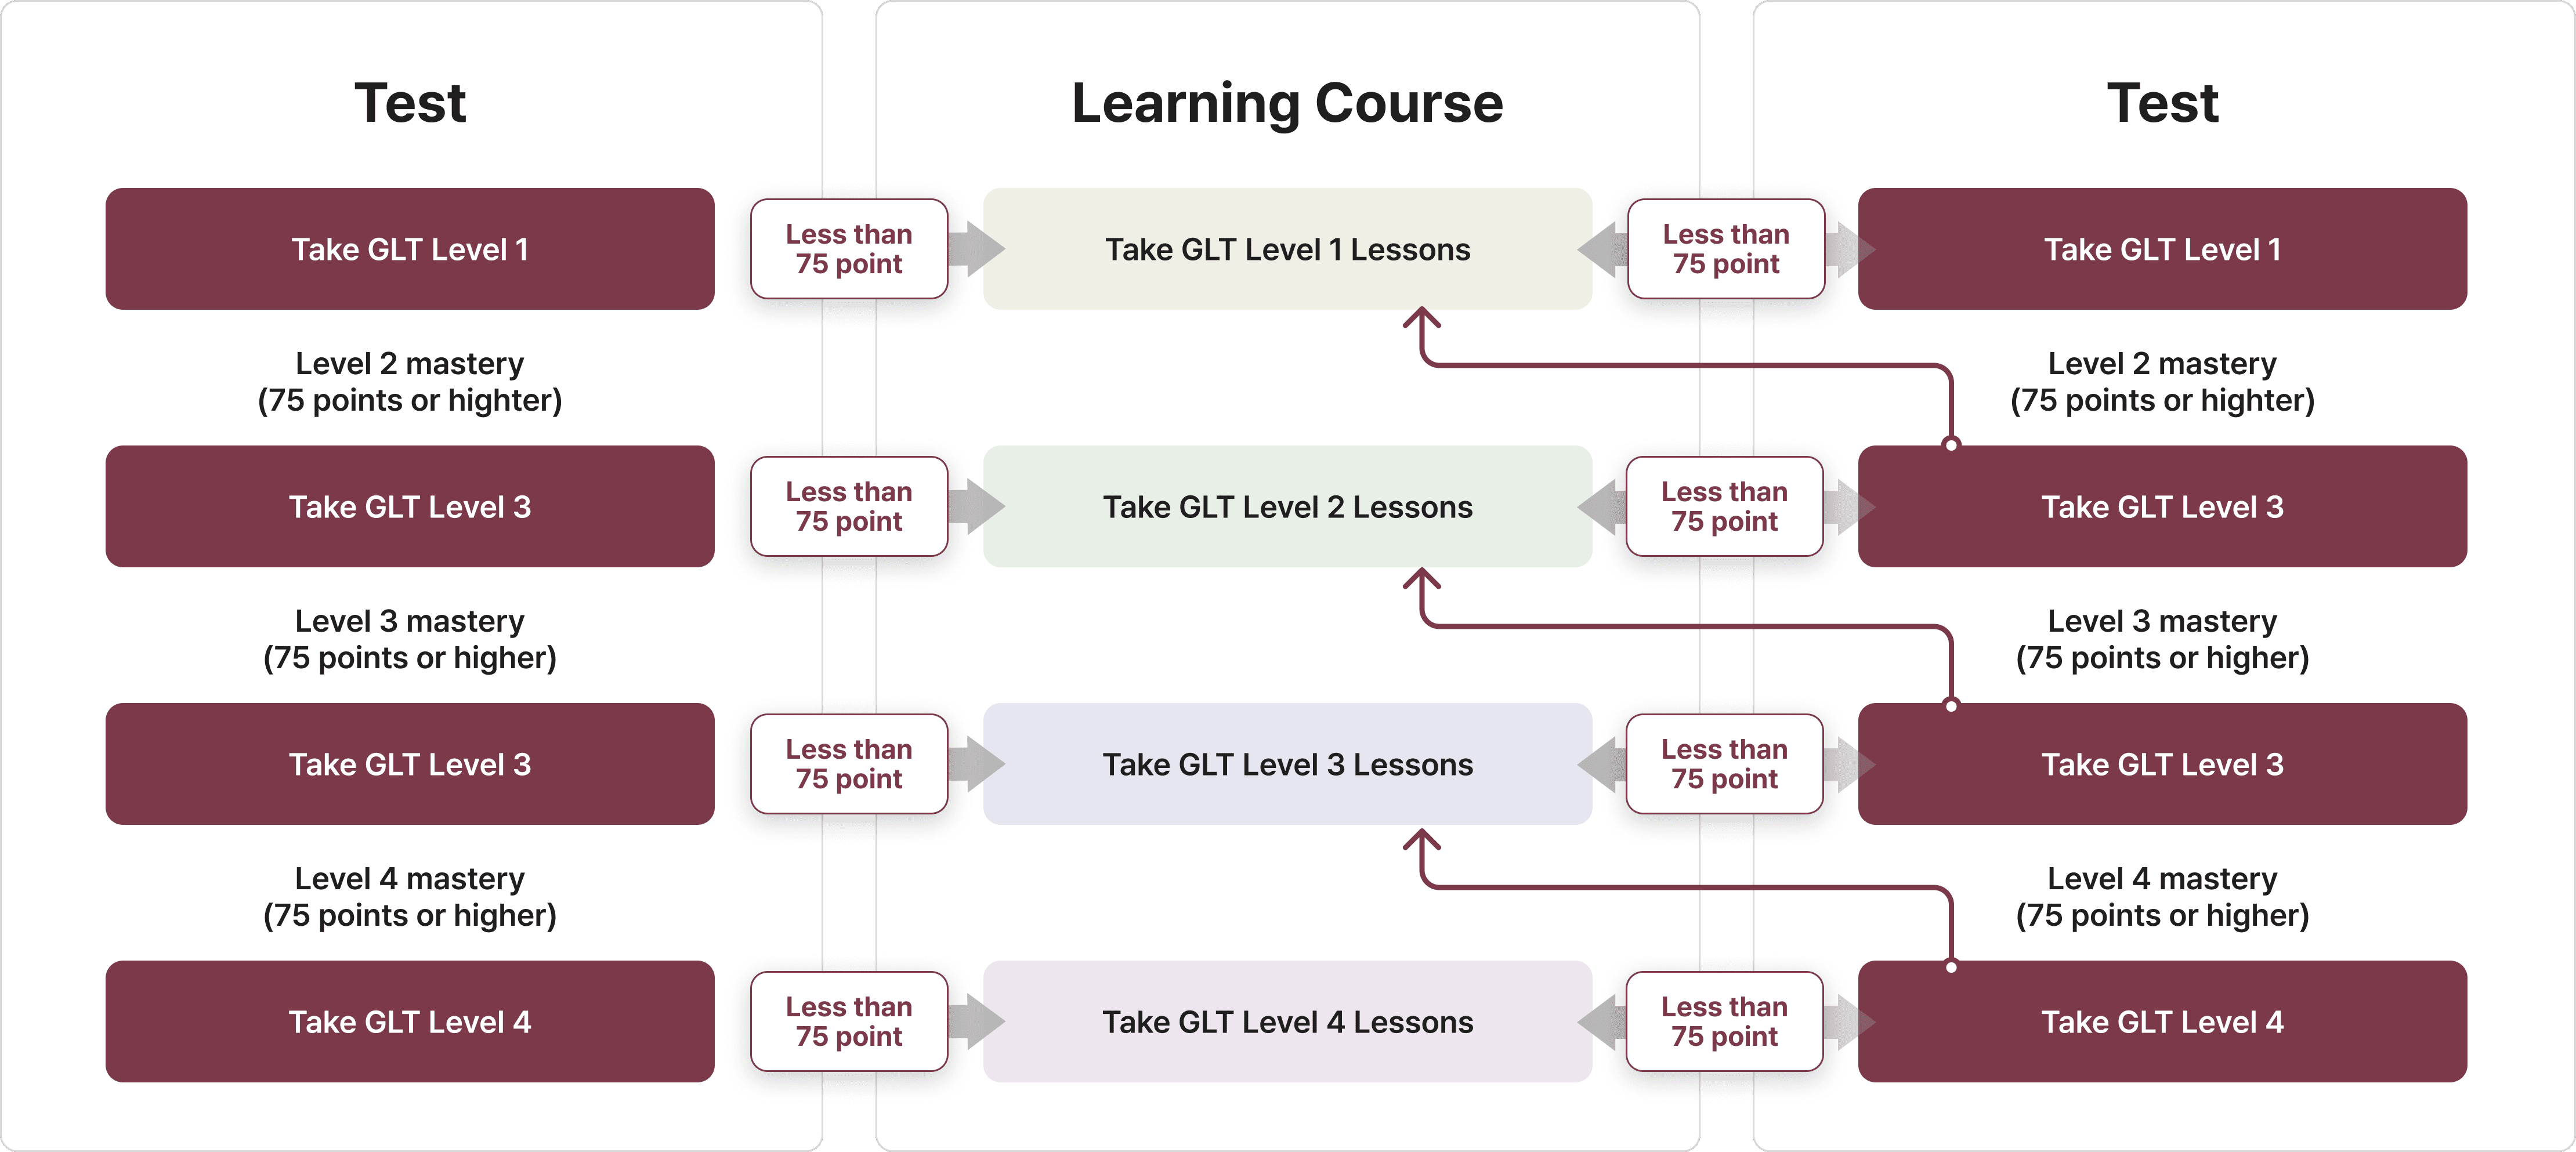 Test
Learning Course
Test
Take GLT Level 1
Less than
75 point
Take GLT Level 1 Lessons
Less than
75 point
Take GLT Level 1
Level 2 mastery
(75 points or highter)
Level 2 mastery
(75 points or highter)
Take GLT Level 3
Less than
75 point
Take GLT Level 2 Lessons
Less than
75 point
Take GLT Level 3
Level 3 mastery
(75 points or higher)
Level 3 mastery
(75 points or higher)
Take GLT Level 3
Less than
75 point
Take GLT Level 3 Lessons
Less than
75 point
Take GLT Level 3
Level 4 mastery
(75 points or higher)
Level 4 mastery
(75 points or higher)
Take GLT Level 4
Less than
75 point
Take GLT Level 4 Lessons
Less than
75 point
Take GLT Level 4